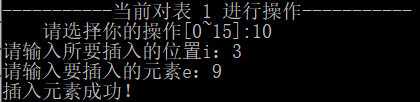 -----------当前对表 1 进行操作-----------
请选择你的操作[0~15]:10
请输入所要插入的位置i：3
请输入要插入的元素e：9
插入元素成功！